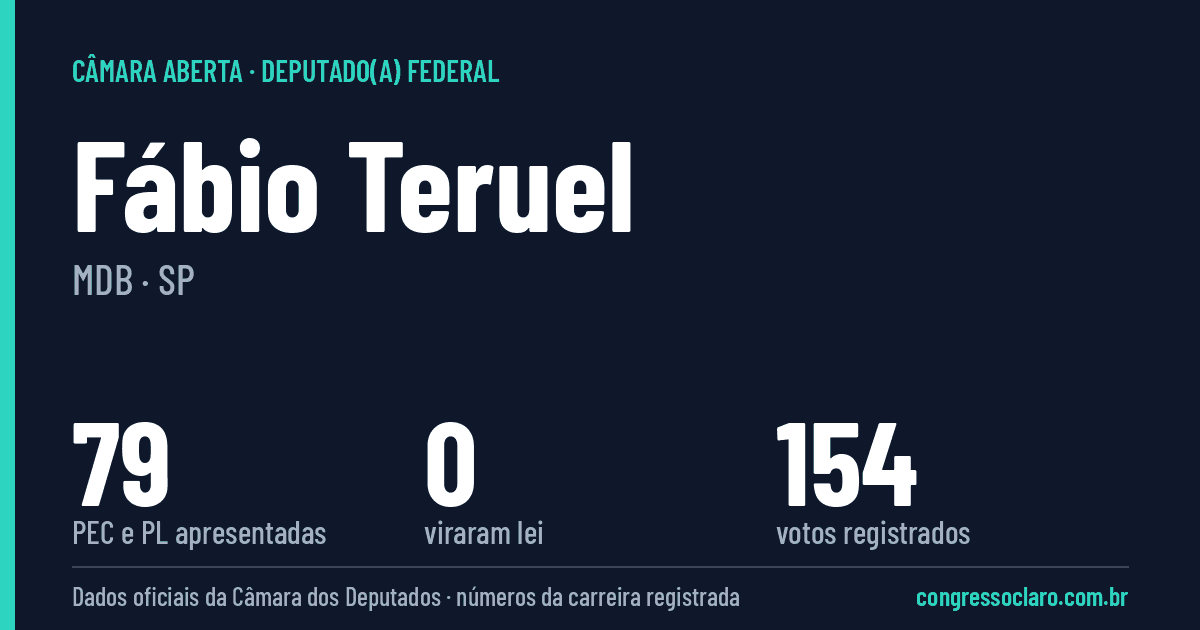 CÂMARA ABERTA · DEPUTADO(A) FEDERAL
Fábio Teruel
MDB · SP
79 0 154
PEC e PL apresentadas viraram lei votos registrados
Dados oficiais da Câmara dos Deputados · números da carreira registrada congressoclaro.com.br